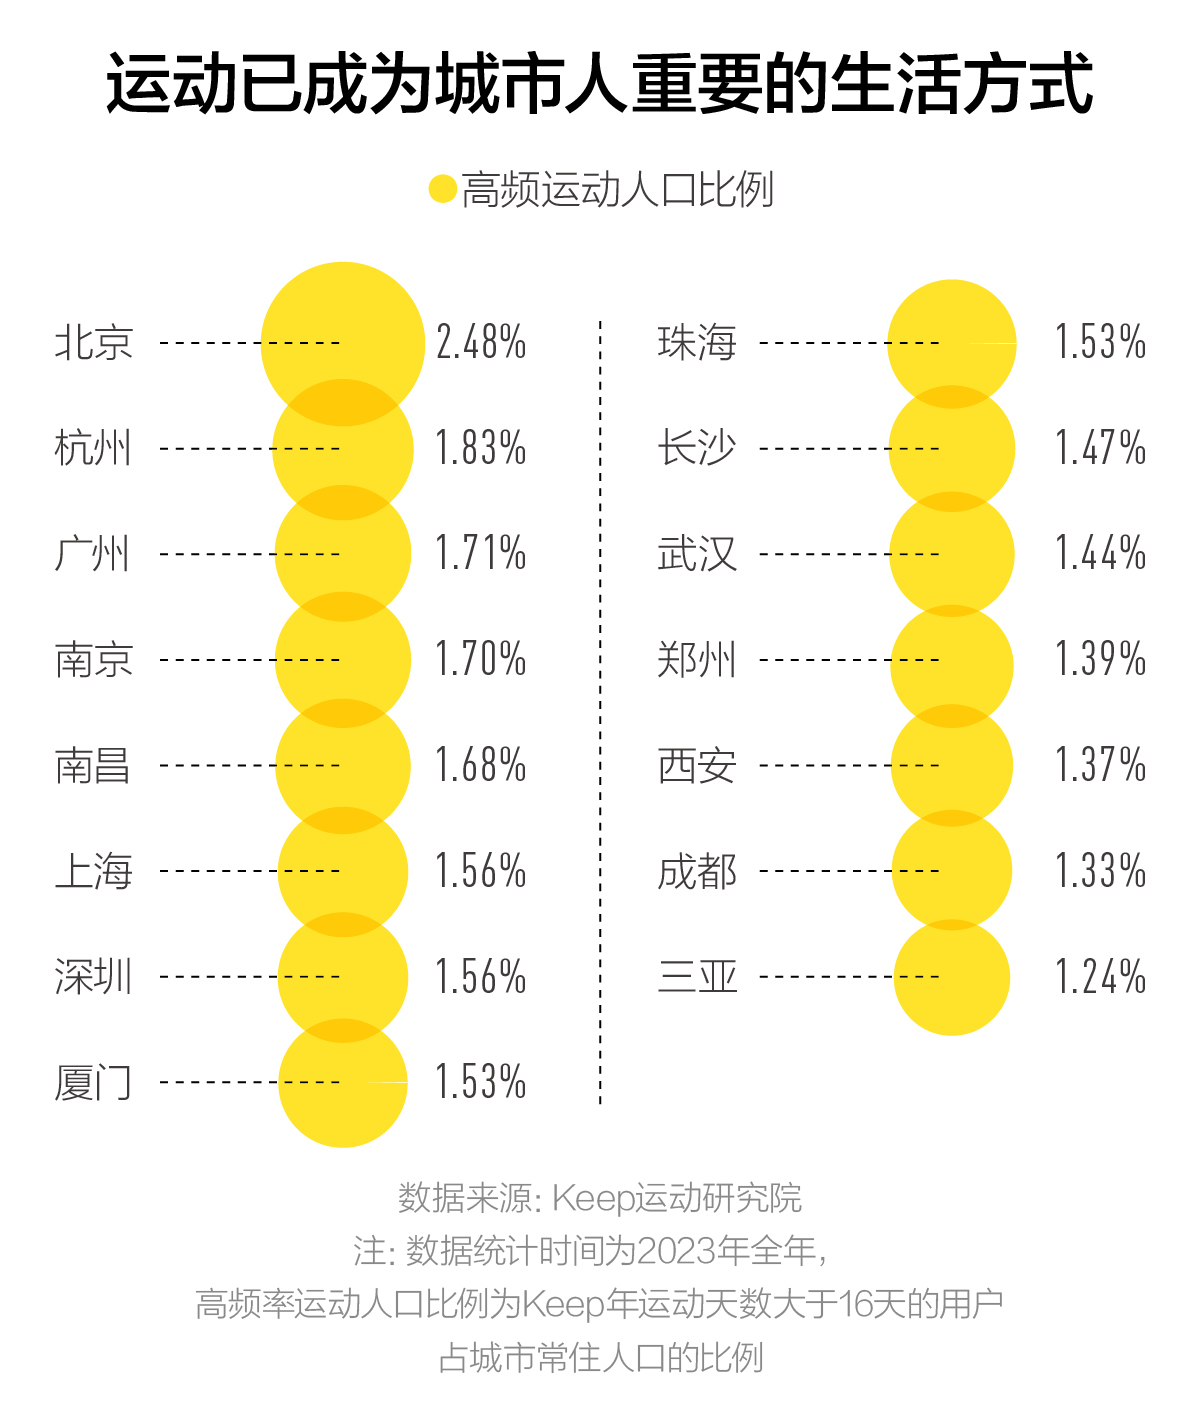 运动已成为城市人重要的生活方式
高频运动人口比例
北京 2.48%
杭州 1.83%
广州 1.71%
南京 1.70%
南昌 1.68%
上海 1.56%
深圳 1.56%
厦门 1.53%
珠海 1.53%
长沙 1.47%
武汉 1.44%
郑州 1.39%
西安 1.37%
成都 1.33%
三亚 1.24%
数据来源: Keep运动研究院
注: 数据统计时间为2023年全年,
高频率运动人口比例为Keep年运动天数大于16天的用户
占城市常住人口的比例